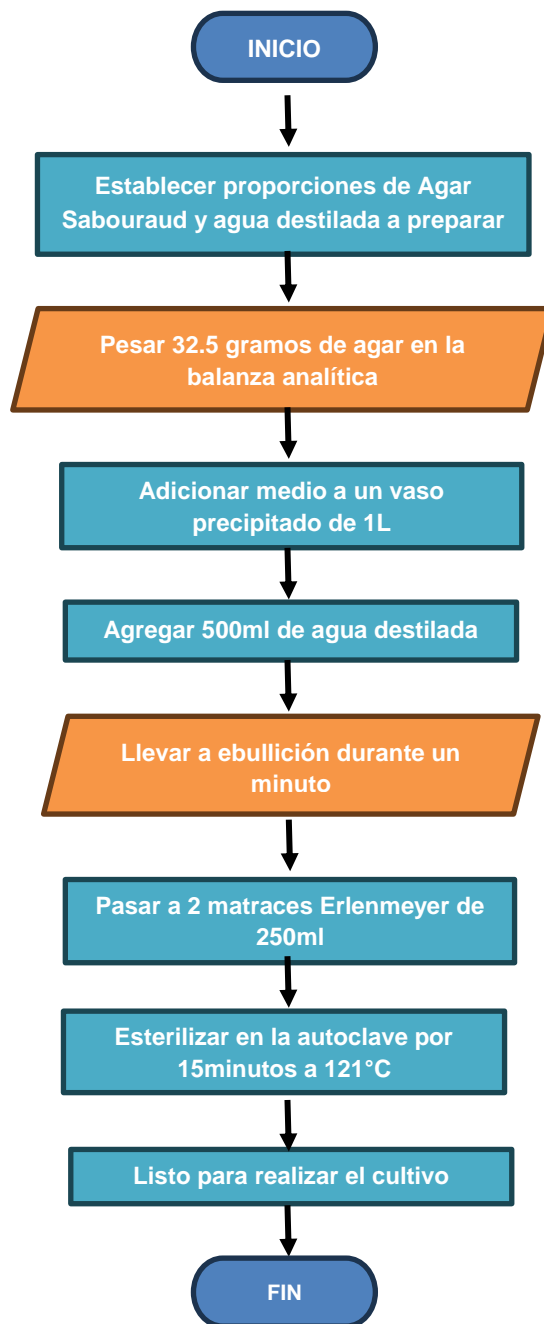 INICIO
Establecer proporciones de Agar
Sabouraud y agua destilada a preparar
Pesar 32.5 gramos de agar en la
balanza analítica
Adicionar medio a un vaso
precipitado de 1L
Agregar 500ml de agua destilada
Llevar a ebullición durante un
minuto
Pasar a 2 matraces Erlenmeyer de
250ml
Esterilizar en la autoclave por
15minutos a 121°C
Listo para realizar el cultivo
FIN